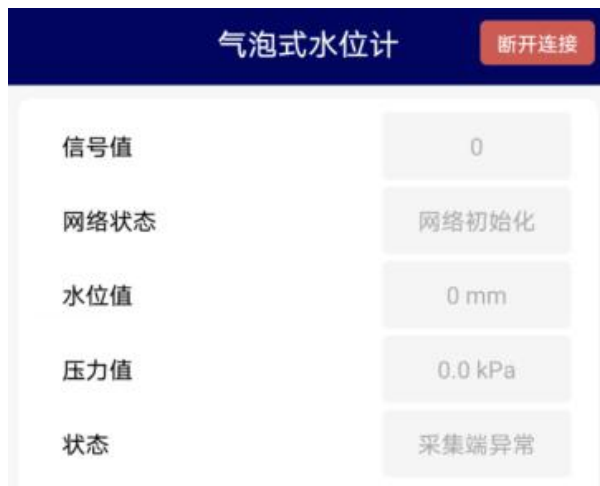 气泡式水位计 断开连接
信号值 0
网络状态 网络初始化
水位值 0 mm
压力值 0.0 kPa
状态 采集端异常